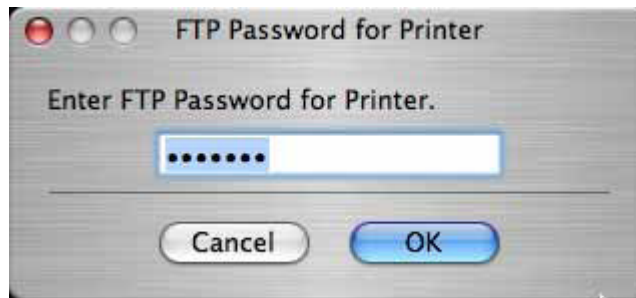 FTP Password for Printer
Enter FTP Password for Printer.
•••••••
Cancel OK